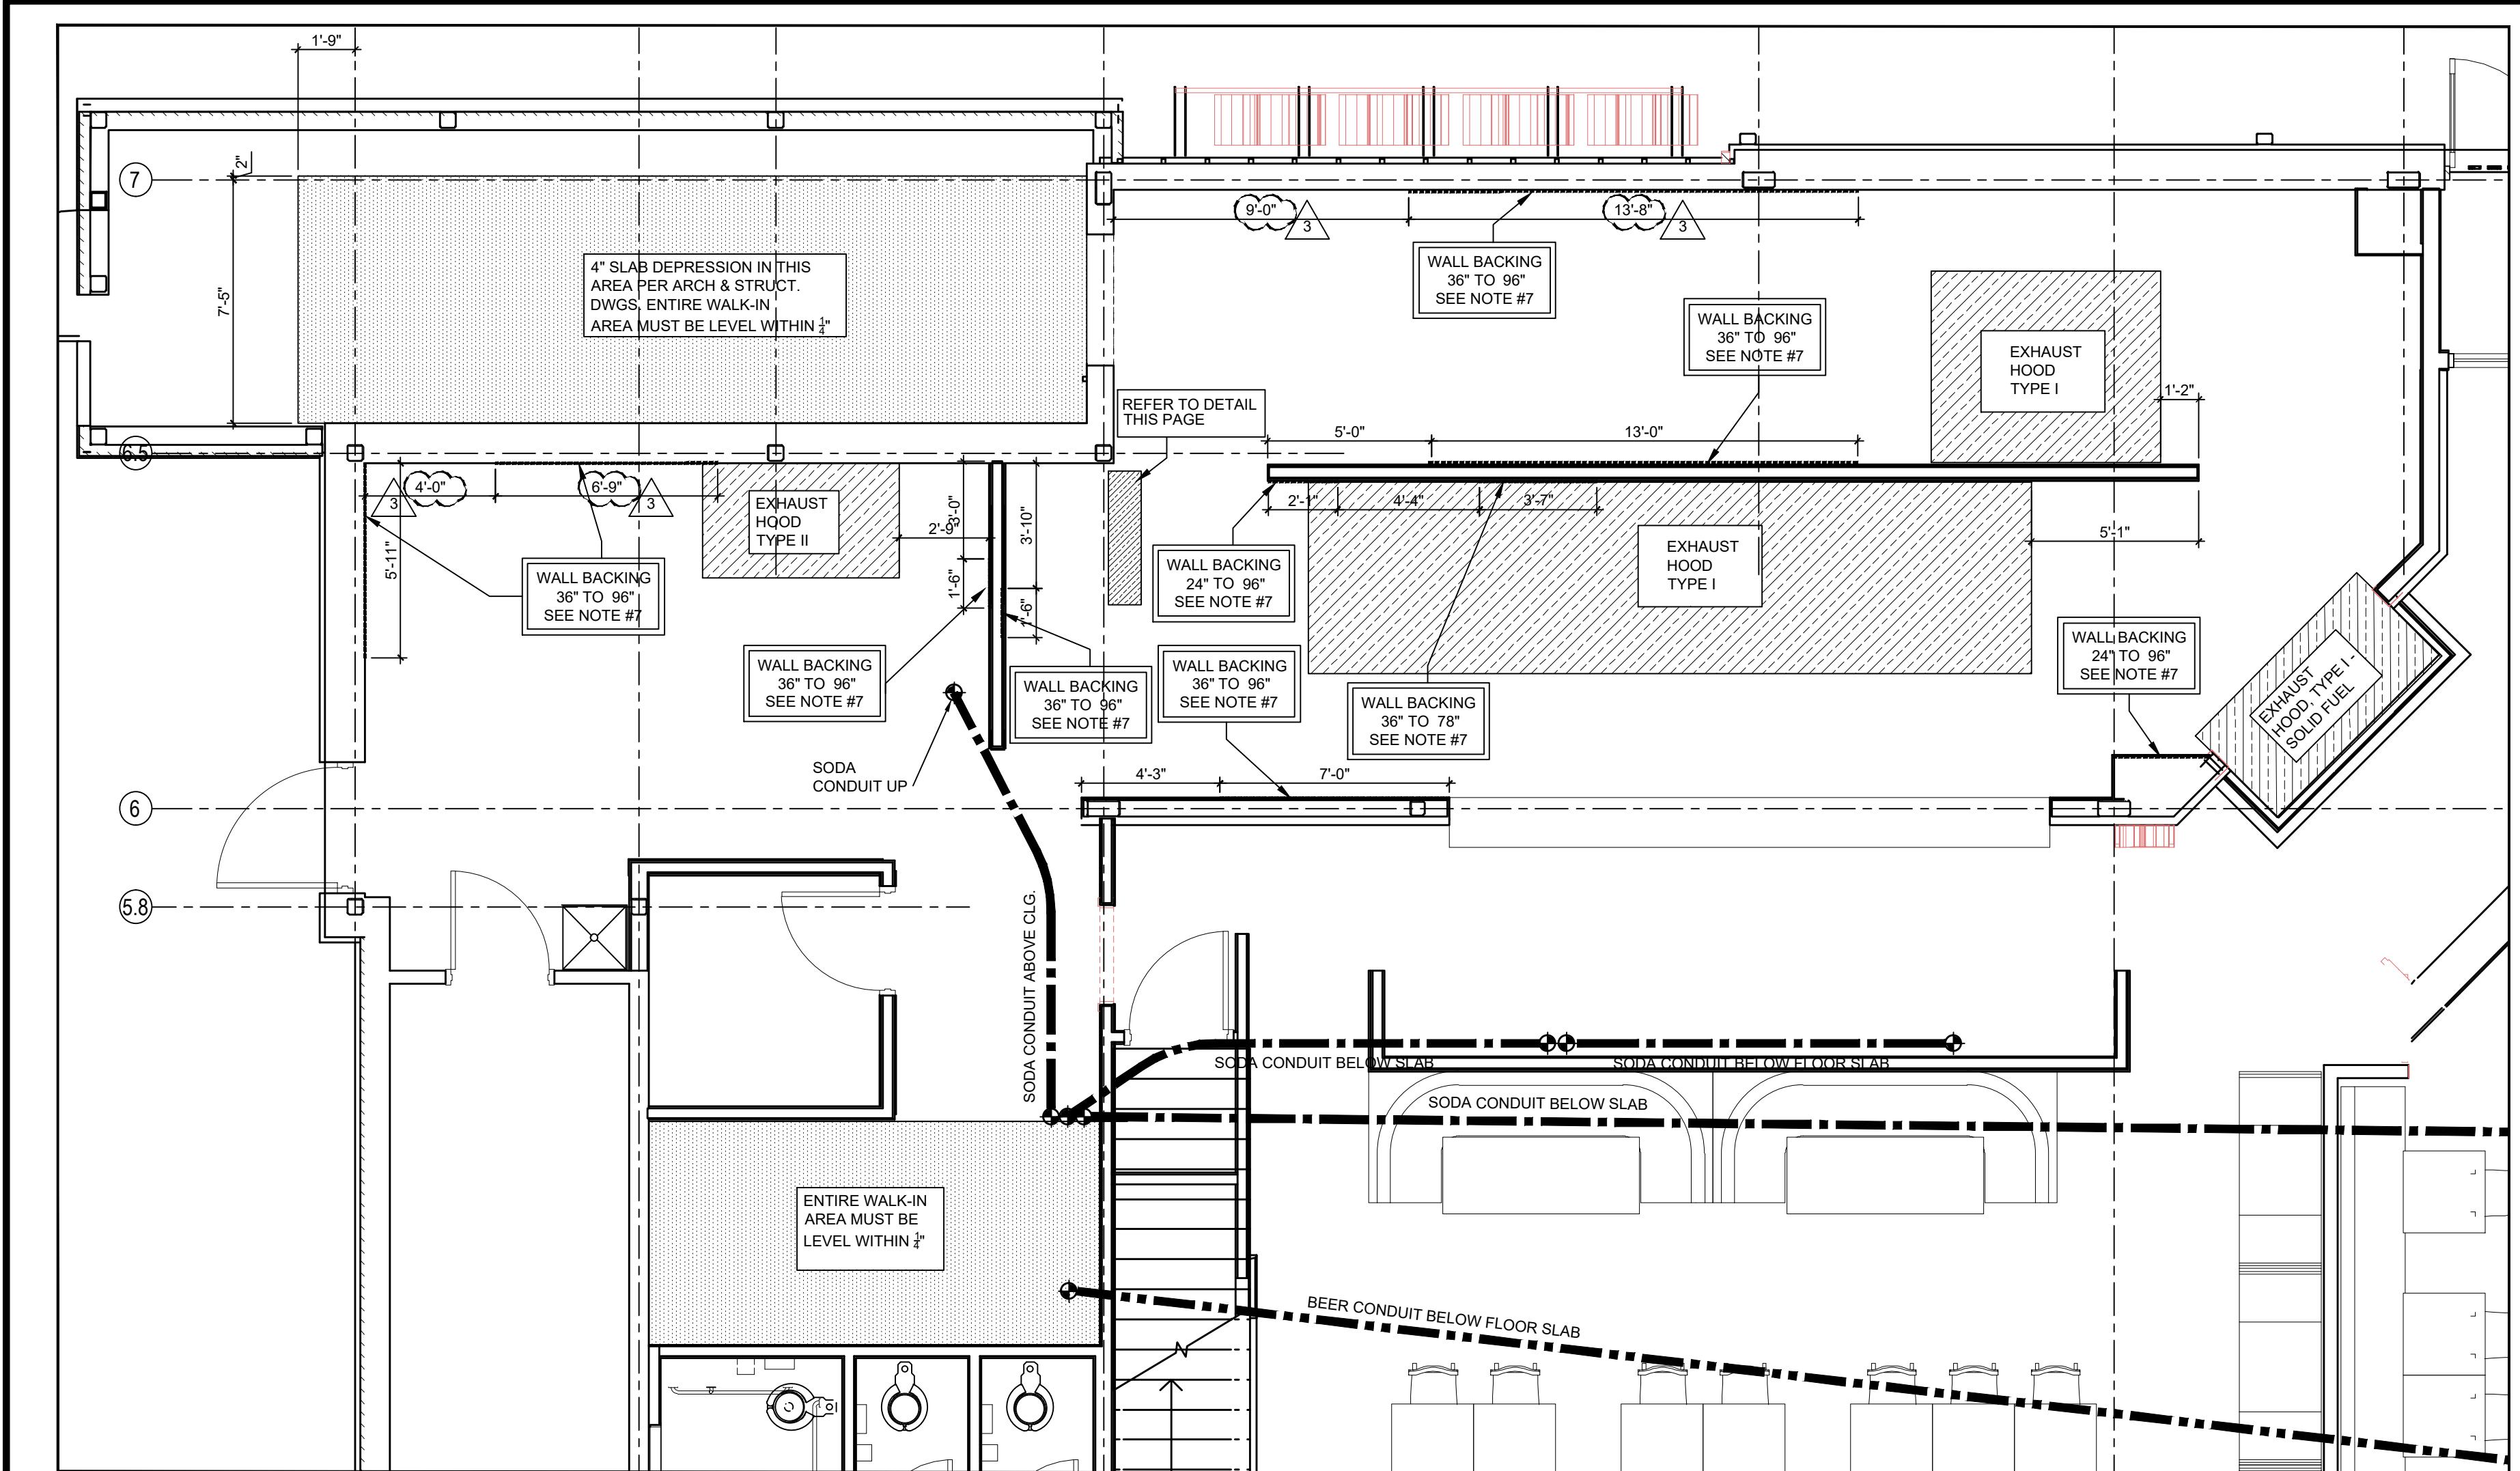 1'-9"
7
2"
7'-5"
4" SLAB DEPRESSION IN THIS
AREA PER ARCH & STRUCT.
DWGS. ENTIRE WALK-IN
AREA MUST BE LEVEL WITHIN 1/4"
9'-0"
3
13'-8"
3
WALL BACKING
36" TO 96"
SEE NOTE #7
WALL BACKING
36" TO 96"
SEE NOTE #7
EXHAUST
HOOD
TYPE I
1'-2"
REFER TO DETAIL
THIS PAGE
5'-0"
13'-0"
6.5
3
4'-0"
6'-9"
3
5'-11"
EXHAUST
HOOD
TYPE II
2'-9"
3'-0"
1'-6"
3'-10"
1'-6"
2'-1"
4'-4"
3'-7"
5'-1"
EXHAUST
HOOD
TYPE I
WALL BACKING
36" TO 96"
SEE NOTE #7
WALL BACKING
24" TO 96"
SEE NOTE #7
WALL BACKING
36" TO 96"
SEE NOTE #7
WALL BACKING
36" TO 96"
SEE NOTE #7
WALL BACKING
36" TO 96"
SEE NOTE #7
WALL BACKING
36" TO 78"
SEE NOTE #7
WALL BACKING
24" TO 96"
SEE NOTE #7
EXHAUST
HOOD, TYPE I -
SOLID FUEL
SODA
CONDUIT UP
4'-3"
7'-0"
6
5.8
SODA CONDUIT ABOVE CLG.
SODA CONDUIT BELOW SLAB
SODA CONDUIT BELOW FLOOR SLAB
SODA CONDUIT BELOW SLAB
ENTIRE WALK-IN
AREA MUST BE
LEVEL WITHIN 1/4"
BEER CONDUIT BELOW FLOOR SLAB
N